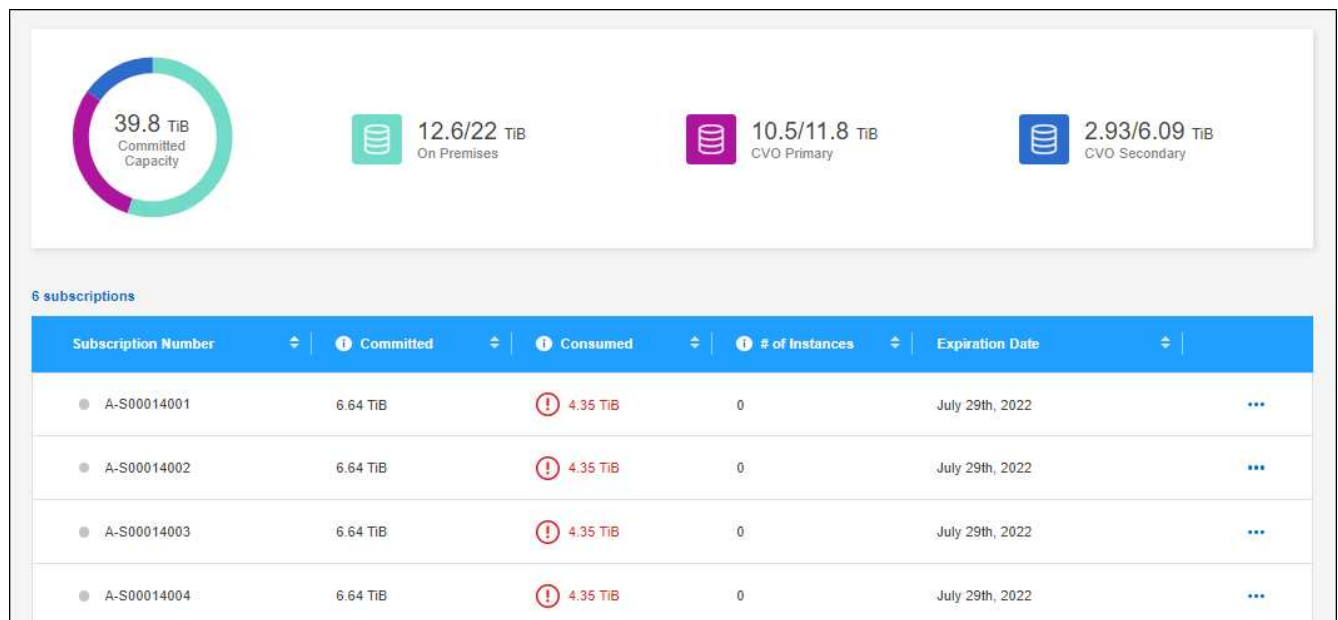 39.8 TiB
Committed
Capacity
12.6/22 TiB
On Premises
10.5/11.8 TiB
CVO Primary
2.93/6.09 TiB
CVO Secondary
6 subscriptions
Subscription Number Committed Consumed # of Instances Expiration Date
A-S00014001 6.64 TiB 4.35 TiB 0 July 29th, 2022
A-S00014002 6.64 TiB 4.35 TiB 0 July 29th, 2022
A-S00014003 6.64 TiB 4.35 TiB 0 July 29th, 2022
A-S00014004 6.64 TiB 4.35 TiB 0 July 29th, 2022